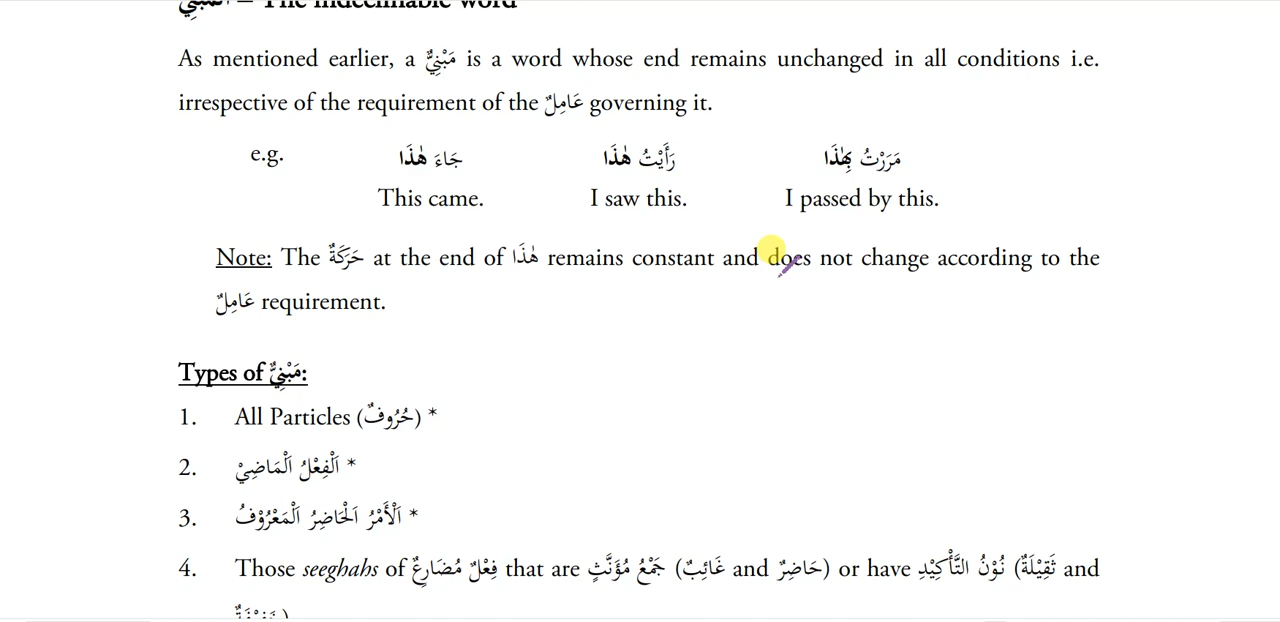 اَلْمَبْنِيُّ – The Indeclinable word
As mentioned earlier, a مَبْنِيٌّ is a word whose end remains unchanged in all conditions i.e.
irrespective of the requirement of the عَامِلٌ governing it.
e.g. جَاءَ هٰذَا رَأَيْتُ هٰذَا مَرَرْتُ بِهٰذَا
This came. I saw this. I passed by this.
Note: The حَرَكَةٌ at the end of هٰذَا remains constant and does not change according to the
عَامِلٌ requirement.
Types of مَبْنِيٌّ:
1. All Particles (حُرُوفٌ) *
2. اَلْفِعْلُ الْمَاضِيْ *
3. اَلْأَمْرُ اَلْحَاضِرُ اَلْمَعْرُوْفُ *
4. Those seeghahs of فِعْلٌ مُضَارِعٌ that are جَمْعُ مُؤَنَّثٍ (غَائِبٌ and حَاضِرٌ) or have نُوْنُ التَّأْكِيْدِ (ثَقِيْلَةٌ and